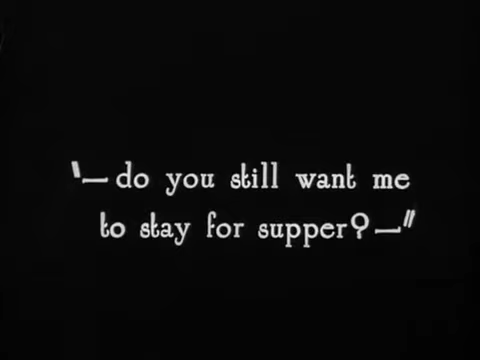 "— do you still want me
to stay for supper? —"